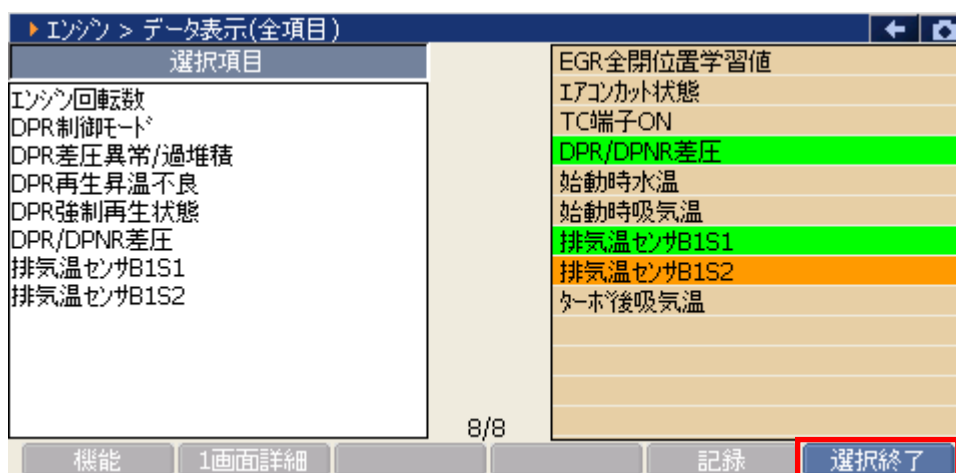 エンジン > データ表示(全項目)
選択項目
エンジン回転数
DPR制御モード
DPR差圧異常/過堆積
DPR再生昇温不良
DPR強制再生状態
DPR/DPNR差圧
排気温センサB1S1
排気温センサB1S2
EGR全閉位置学習値
エアコンカット状態
TC端子ON
DPR/DPNR差圧
始動時水温
始動時吸気温
排気温センサB1S1
排気温センサB1S2
ターボ後吸気温
8/8
機能
1画面詳細
記録
選択終了